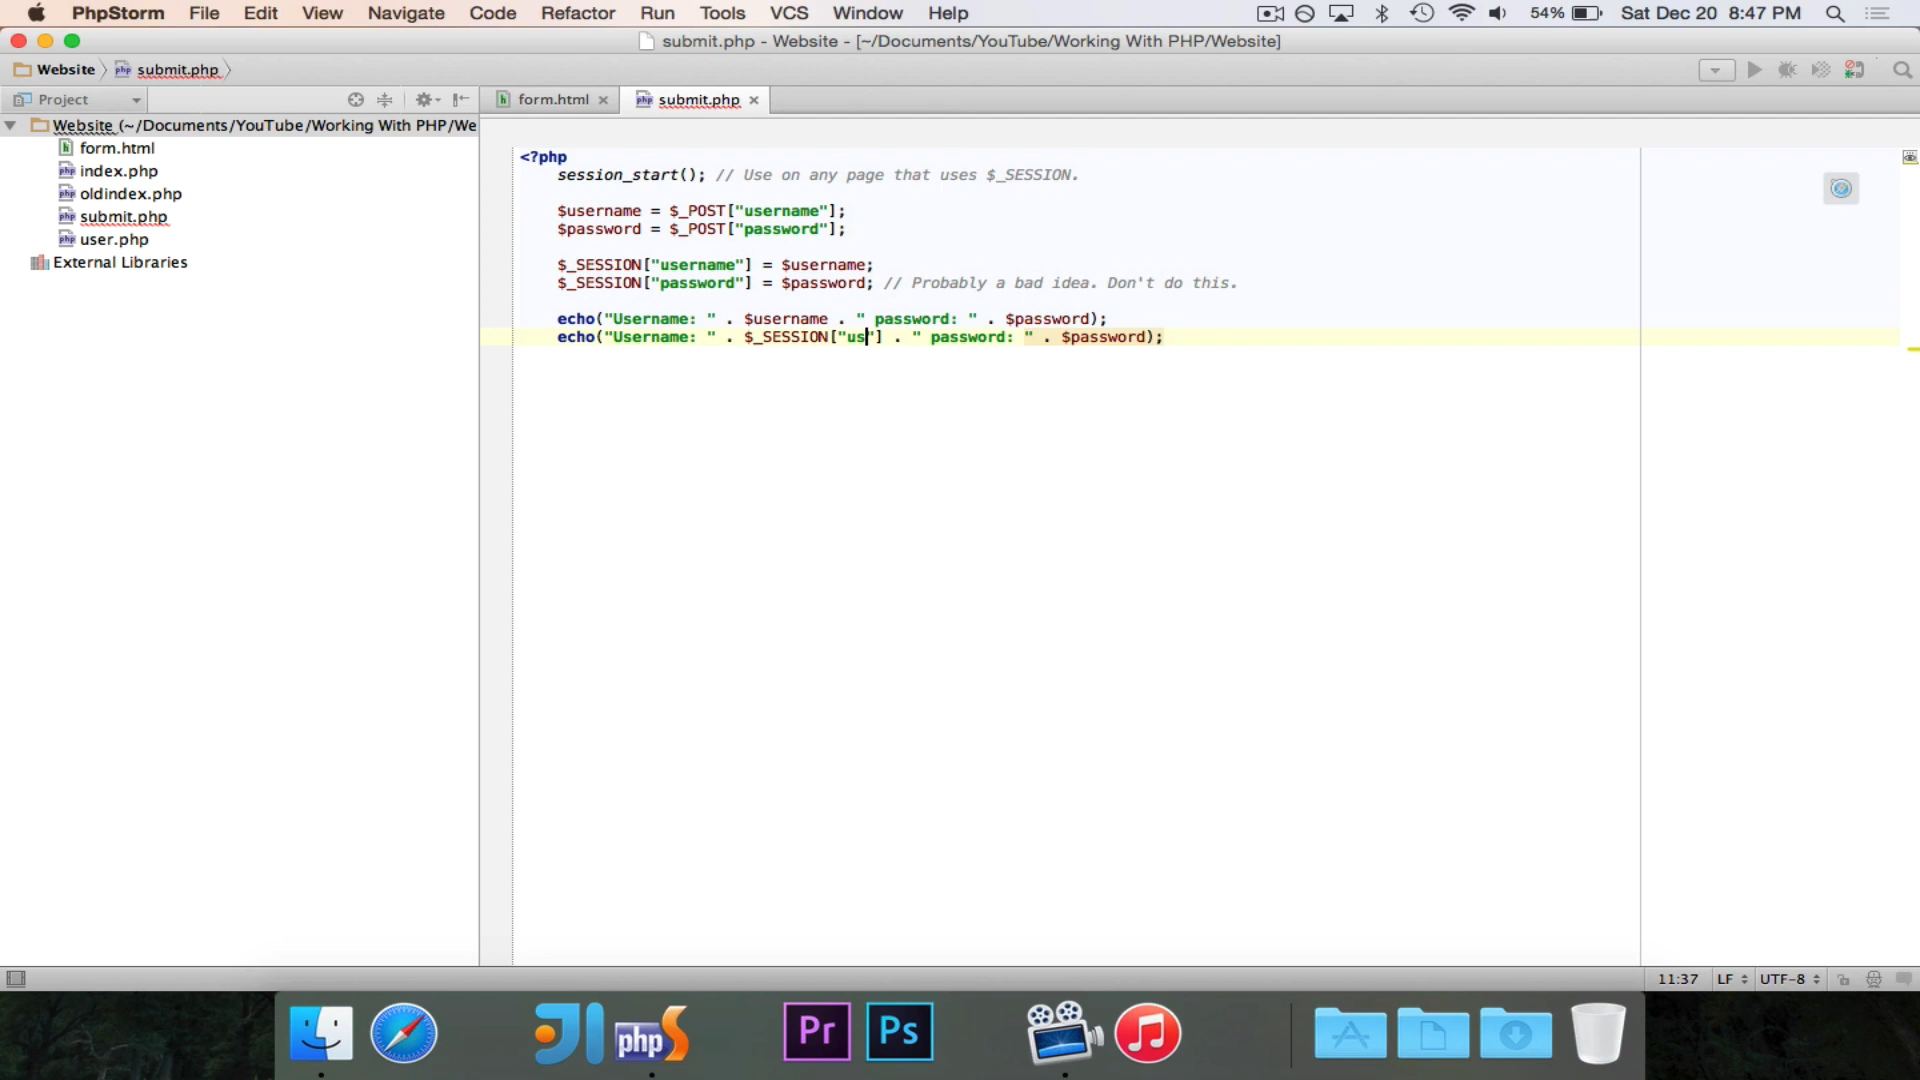 PhpStorm File Edit View Navigate Code Refactor Run Tools VCS Window Help 54% Sat Dec 20 8:47 PM
submit.php - Website - [~/Documents/YouTube/Working With PHP/Website]
Website submit.php
Project form.html submit.php
Website (~/Documents/YouTube/Working With PHP/We
form.html
index.php
oldindex.php
submit.php
user.php
External Libraries
<?php
session_start(); // Use on any page that uses $_SESSION.
$username = $_POST["username"];
$password = $_POST["password"];
$_SESSION["username"] = $username;
$_SESSION["password"] = $password; // Probably a bad idea. Don't do this.
echo("Username: " . $username . " password: " . $password);
echo("Username: " . $_SESSION["us"] . " password: " . $password);
11:37 LF UTF-8
php Pr Ps